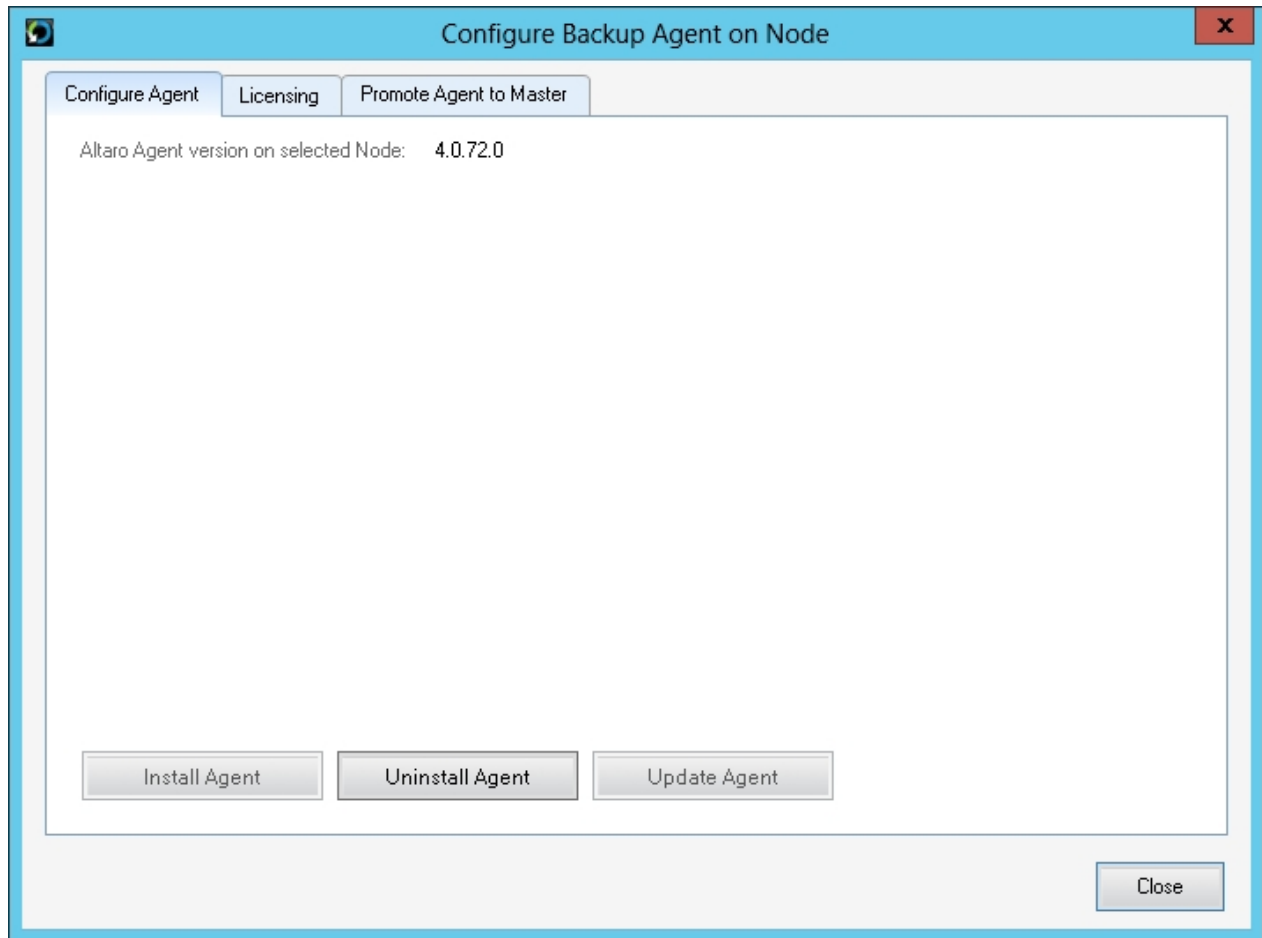 Configure Backup Agent on Node
x
Configure Agent Licensing Promote Agent to Master
Altaro Agent version on selected Node: 4.0.72.0
Install Agent Uninstall Agent Update Agent
Close